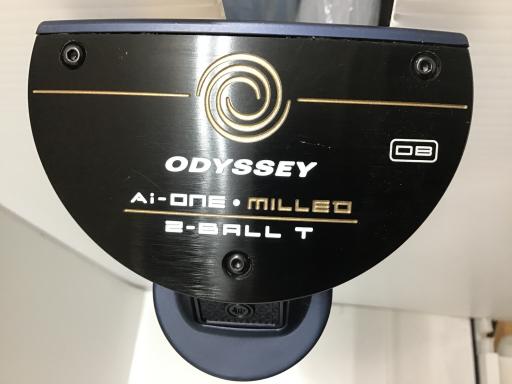 DB
ODYSSEY
Ai-ONE • MILLED
2-BALL T